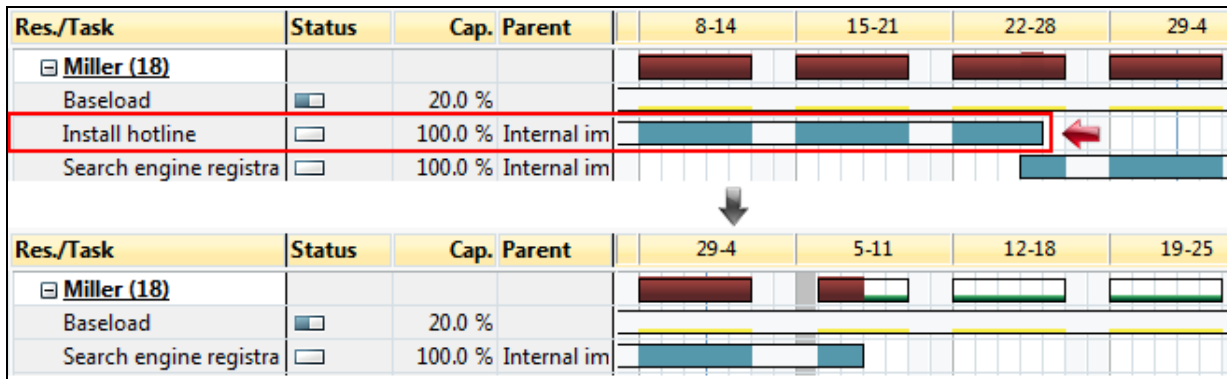 Res./Task Status Cap. Parent 8-14 15-21 22-28 29-4
Miller (18)
Baseload 20.0 %
Install hotline 100.0 % Internal im
Search engine registra 100.0 % Internal im
Res./Task Status Cap. Parent 29-4 5-11 12-18 19-25
Miller (18)
Baseload 20.0 %
Search engine registra 100.0 % Internal im